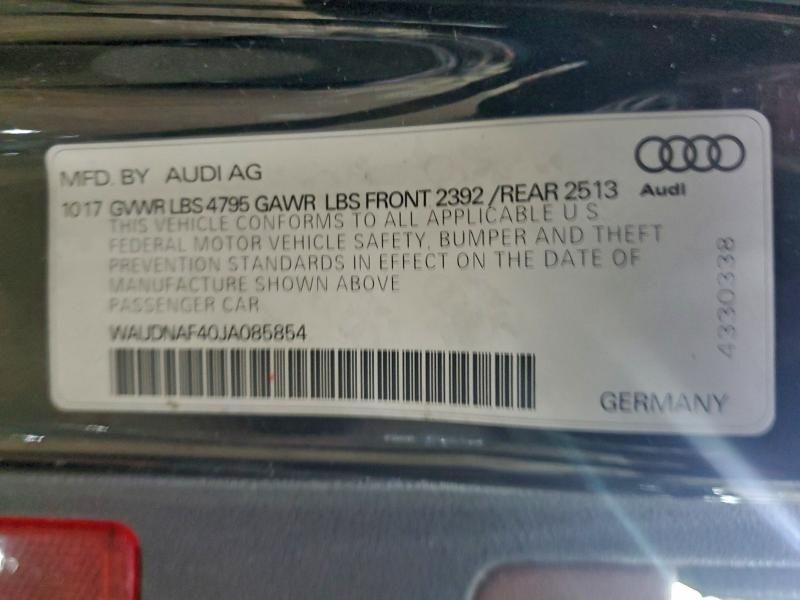 MFD. BY AUDI AG
Audi
1017 GVWR LBS 4795 GAWR LBS FRONT 2392 /REAR 2513
THIS VEHICLE CONFORMS TO ALL APPLICABLE U S
FEDERAL MOTOR VEHICLE SAFETY, BUMPER AND THEFT
PREVENTION STANDARDS IN EFFECT ON THE DATE OF
MANUFACTURE SHOWN ABOVE
PASSENGER CAR
WAUDNAF40JA085854
GERMANY
4330338